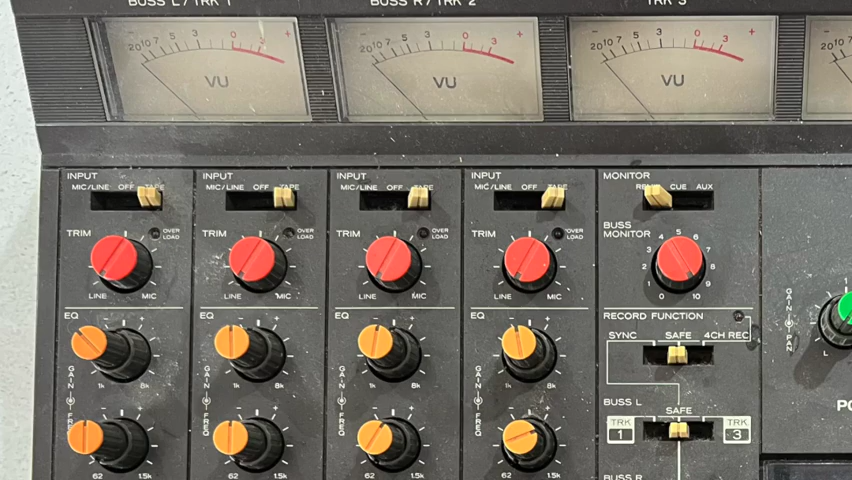 BUSS L / TRK 1
BUSS R / TRK 2
TRK 3
20 10 7 5 3 0 3 +
VU
20 10 7 5 3 0 3 +
VU
20 10 7 5 3 0 3 +
VU
20 10 7
INPUT
MIC/LINE OFF TAPE
TRIM
OVER
LOAD
LINE MIC
EQ
1k 8k
GAIN
FREQ
62 1.5k
INPUT
MIC/LINE OFF TAPE
TRIM
OVER
LOAD
LINE MIC
EQ
1k 8k
GAIN
FREQ
62 1.5k
INPUT
MIC/LINE OFF TAPE
TRIM
OVER
LOAD
LINE MIC
EQ
1k 8k
GAIN
FREQ
62 1.5k
INPUT
MIC/LINE OFF TAPE
TRIM
OVER
LOAD
LINE MIC
EQ
1k 8k
GAIN
FREQ
62 1.5k
MONITOR
CUE AUX
BUSS
MONITOR
0 1 2 3 4 5 6 7 8 9 10
RECORD FUNCTION
SYNC SAFE 4CH REC
BUSS L
SAFE
TRK
1
TRK
3
BUSS R
GAIN
PAN
1
L
PO